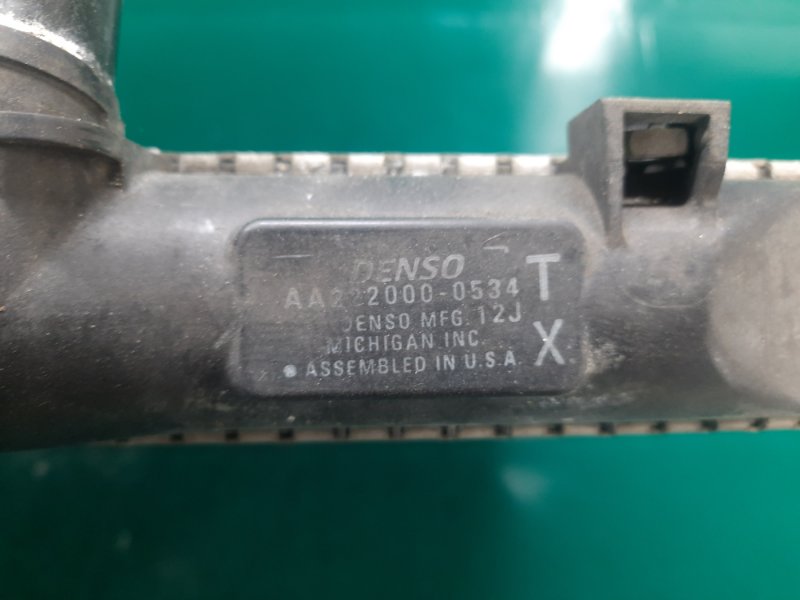 DENSO
AA222000-0534 T
DENSO MFG. 12J
MICHIGAN INC.
ASSEMBLED IN U.S.A. X